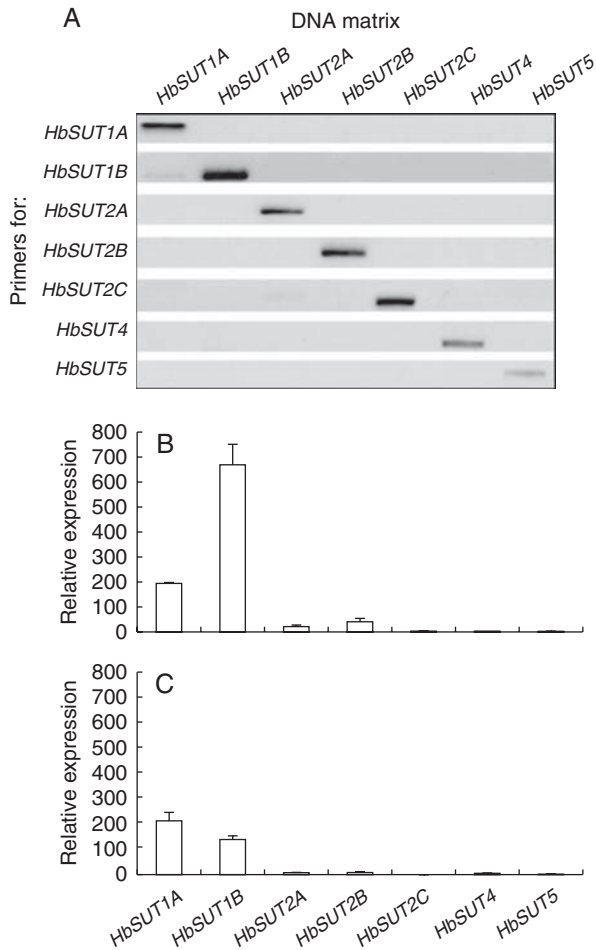 A
DNA matrix
HbSUT1A HbSUT1B HbSUT2A HbSUT2B HbSUT2C HbSUT4 HbSUT5
Primers for:
HbSUT1A
HbSUT1B
HbSUT2A
HbSUT2B
HbSUT2C
HbSUT4
HbSUT5
B
Relative expression
800
700
600
500
400
300
200
100
0
C
Relative expression
800
700
600
500
400
300
200
100
0
HbSUT1A HbSUT1B HbSUT2A HbSUT2B HbSUT2C HbSUT4 HbSUT5